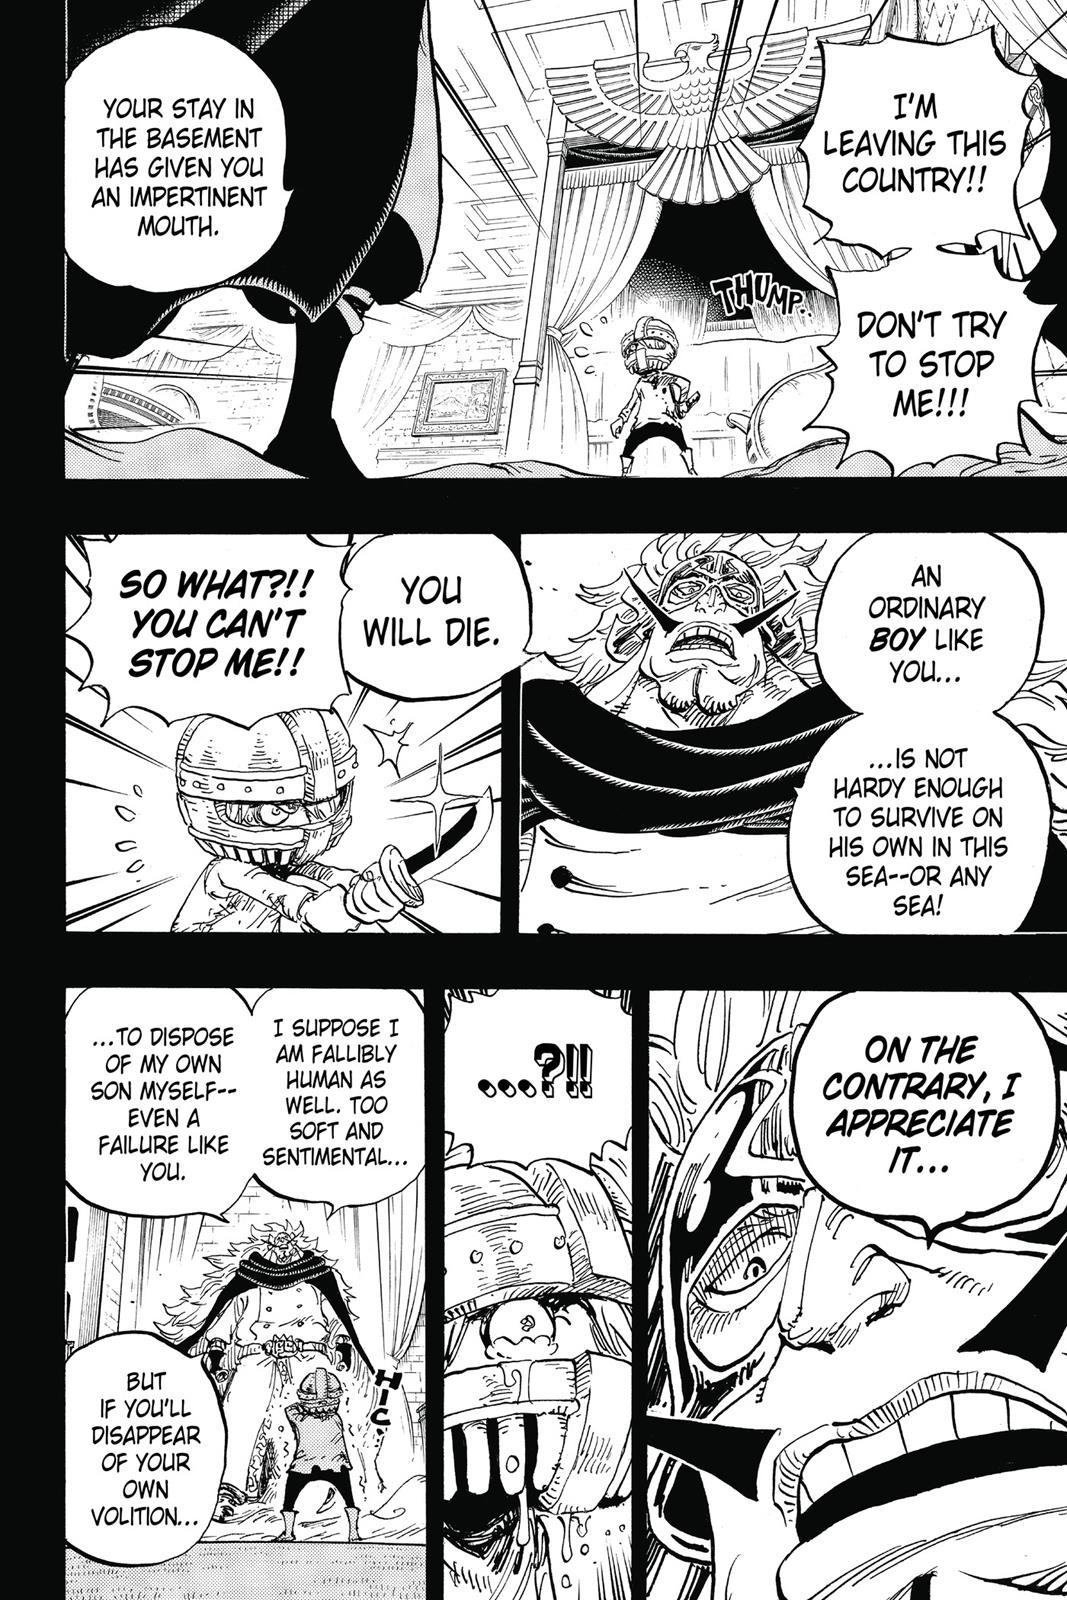 I'M
LEAVING THIS
COUNTRY!!
DON'T TRY
TO STOP
ME!!!
THUMP..
YOUR STAY IN
THE BASEMENT
HAS GIVEN YOU
AN IMPERTINENT
MOUTH.
AN
ORDINARY
BOY LIKE
YOU...
...IS NOT
HARDY ENOUGH
TO SURVIVE ON
HIS OWN IN THIS
SEA--OR ANY
SEA!
YOU
WILL DIE.
SO WHAT?!!
YOU CAN'T
STOP ME!!
ON THE
CONTRARY, I
APPRECIATE
IT...
...?!!
I SUPPOSE I
AM FALLIBLY
HUMAN AS
WELL. TOO
SOFT AND
SENTIMENTAL...
...TO DISPOSE
OF MY OWN
SON MYSELF--
EVEN A
FAILURE LIKE
YOU.
HIC..
BUT
IF YOU'LL
DISAPPEAR
OF YOUR
OWN
VOLITION...